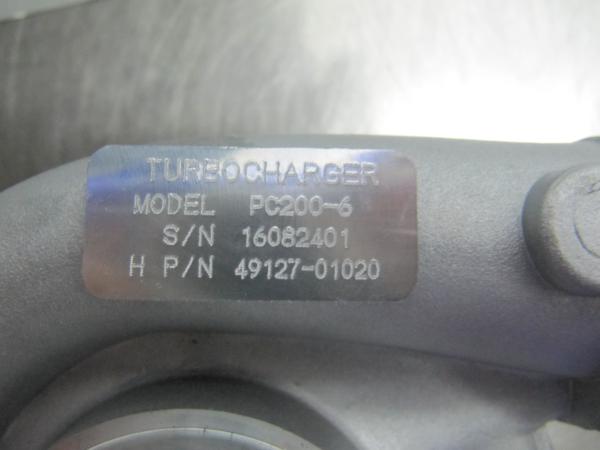 TURBOCHARGER
MODEL PC200-6
S/N 16082401
H P/N 49127-01020